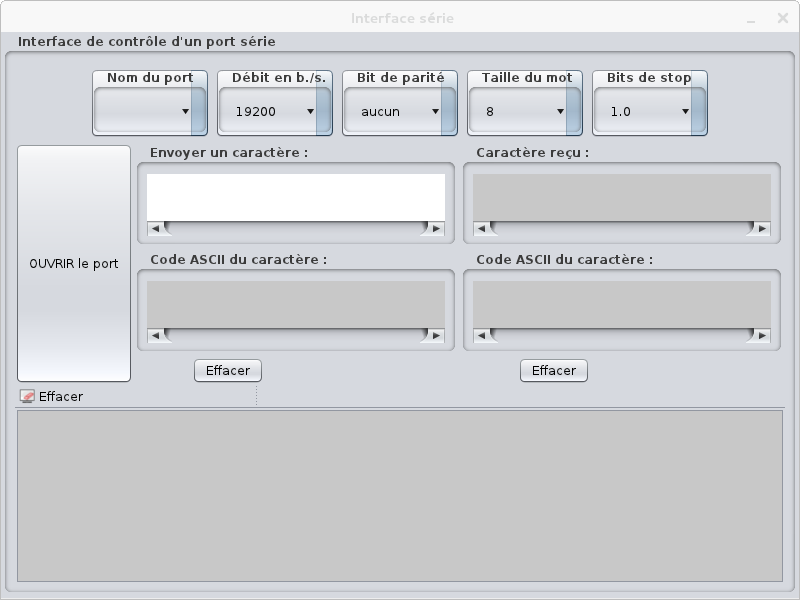 Interface série
Interface de contrôle d'un port série
Nom du port Débit en b./s. Bit de parité Taille du mot Bits de stop
19200 aucun 8 1.0
Envoyer un caractère : Caractère reçu :
OUVRIR le port
Code ASCII du caractère : Code ASCII du caractère :
Effacer Effacer
Effacer